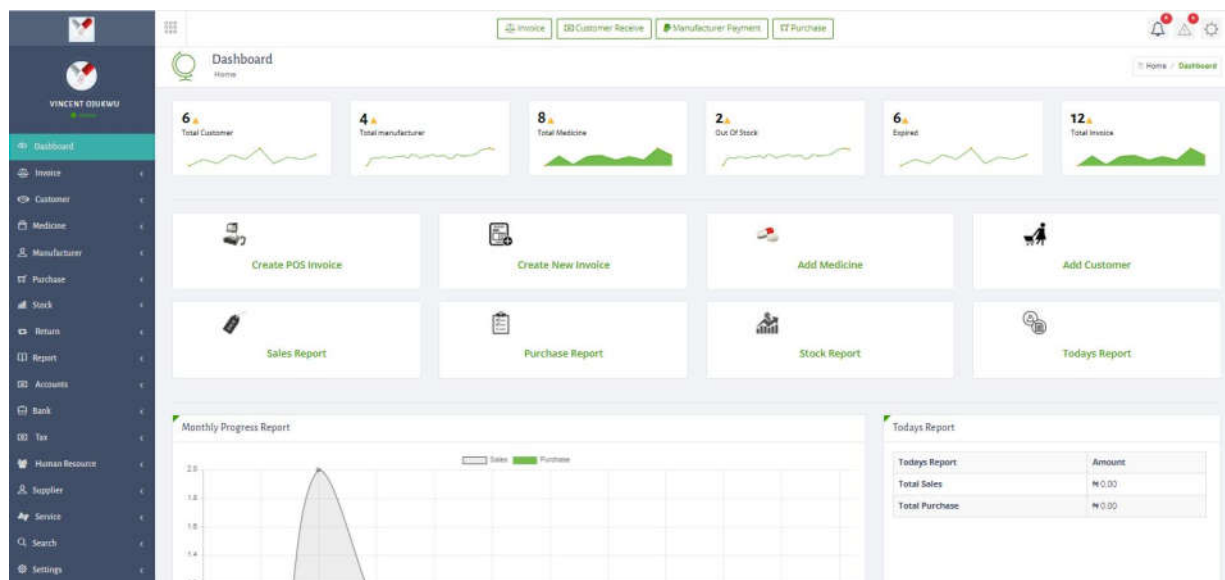 Invoice
Customer Receive
Manufacturer Payment
Purchase
Dashboard
Home
Home / Dashboard
VINCENT OJUKWU
Dashboard
Invoice
Customer
Medicine
Manufacturer
Purchase
Stock
Return
Report
Accounts
Bank
Tax
Human Resource
Supplier
Service
Search
Settings
6
Total Customer
4
Total manufacturer
8
Total Medicine
2
Out Of Stock
6
Expired
12
Total Invoice
Create POS Invoice
Create New Invoice
Add Medicine
Add Customer
Sales Report
Purchase Report
Stock Report
Todays Report
Monthly Progress Report
Sales Purchase
2.0
1.8
1.6
1.4
Todays Report
Todays Report Amount
Total Sales ₦ 0.00
Total Purchase ₦ 0.00